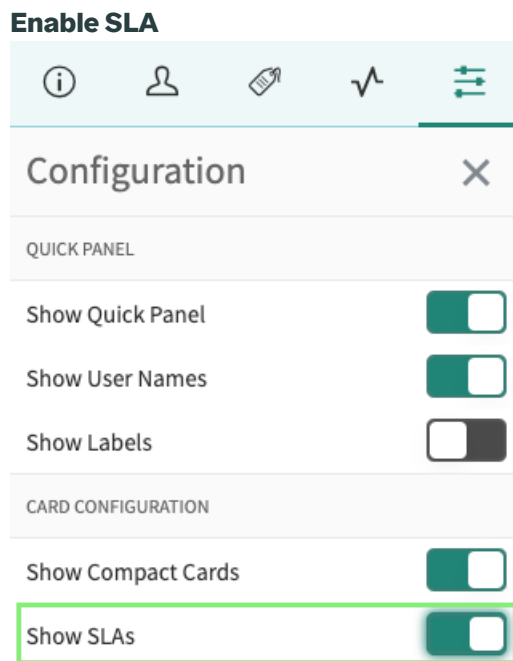 Enable SLA
Configuration
QUICK PANEL
Show Quick Panel
Show User Names
Show Labels
CARD CONFIGURATION
Show Compact Cards
Show SLAs